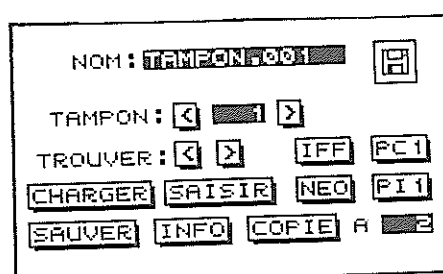 NOM: TAMPON.001
TAMPON: < 1 >
TROUVER: < > IFF PC1
CHARGER SAISIR NEO PI1
SAUVER INFO COPIE A 2